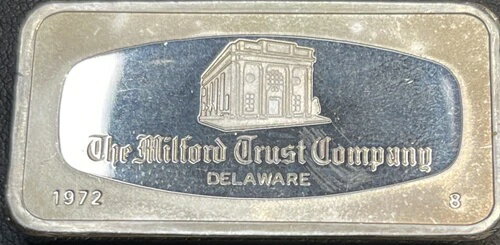 The Milford Trust Company
DELAWARE
1972 8